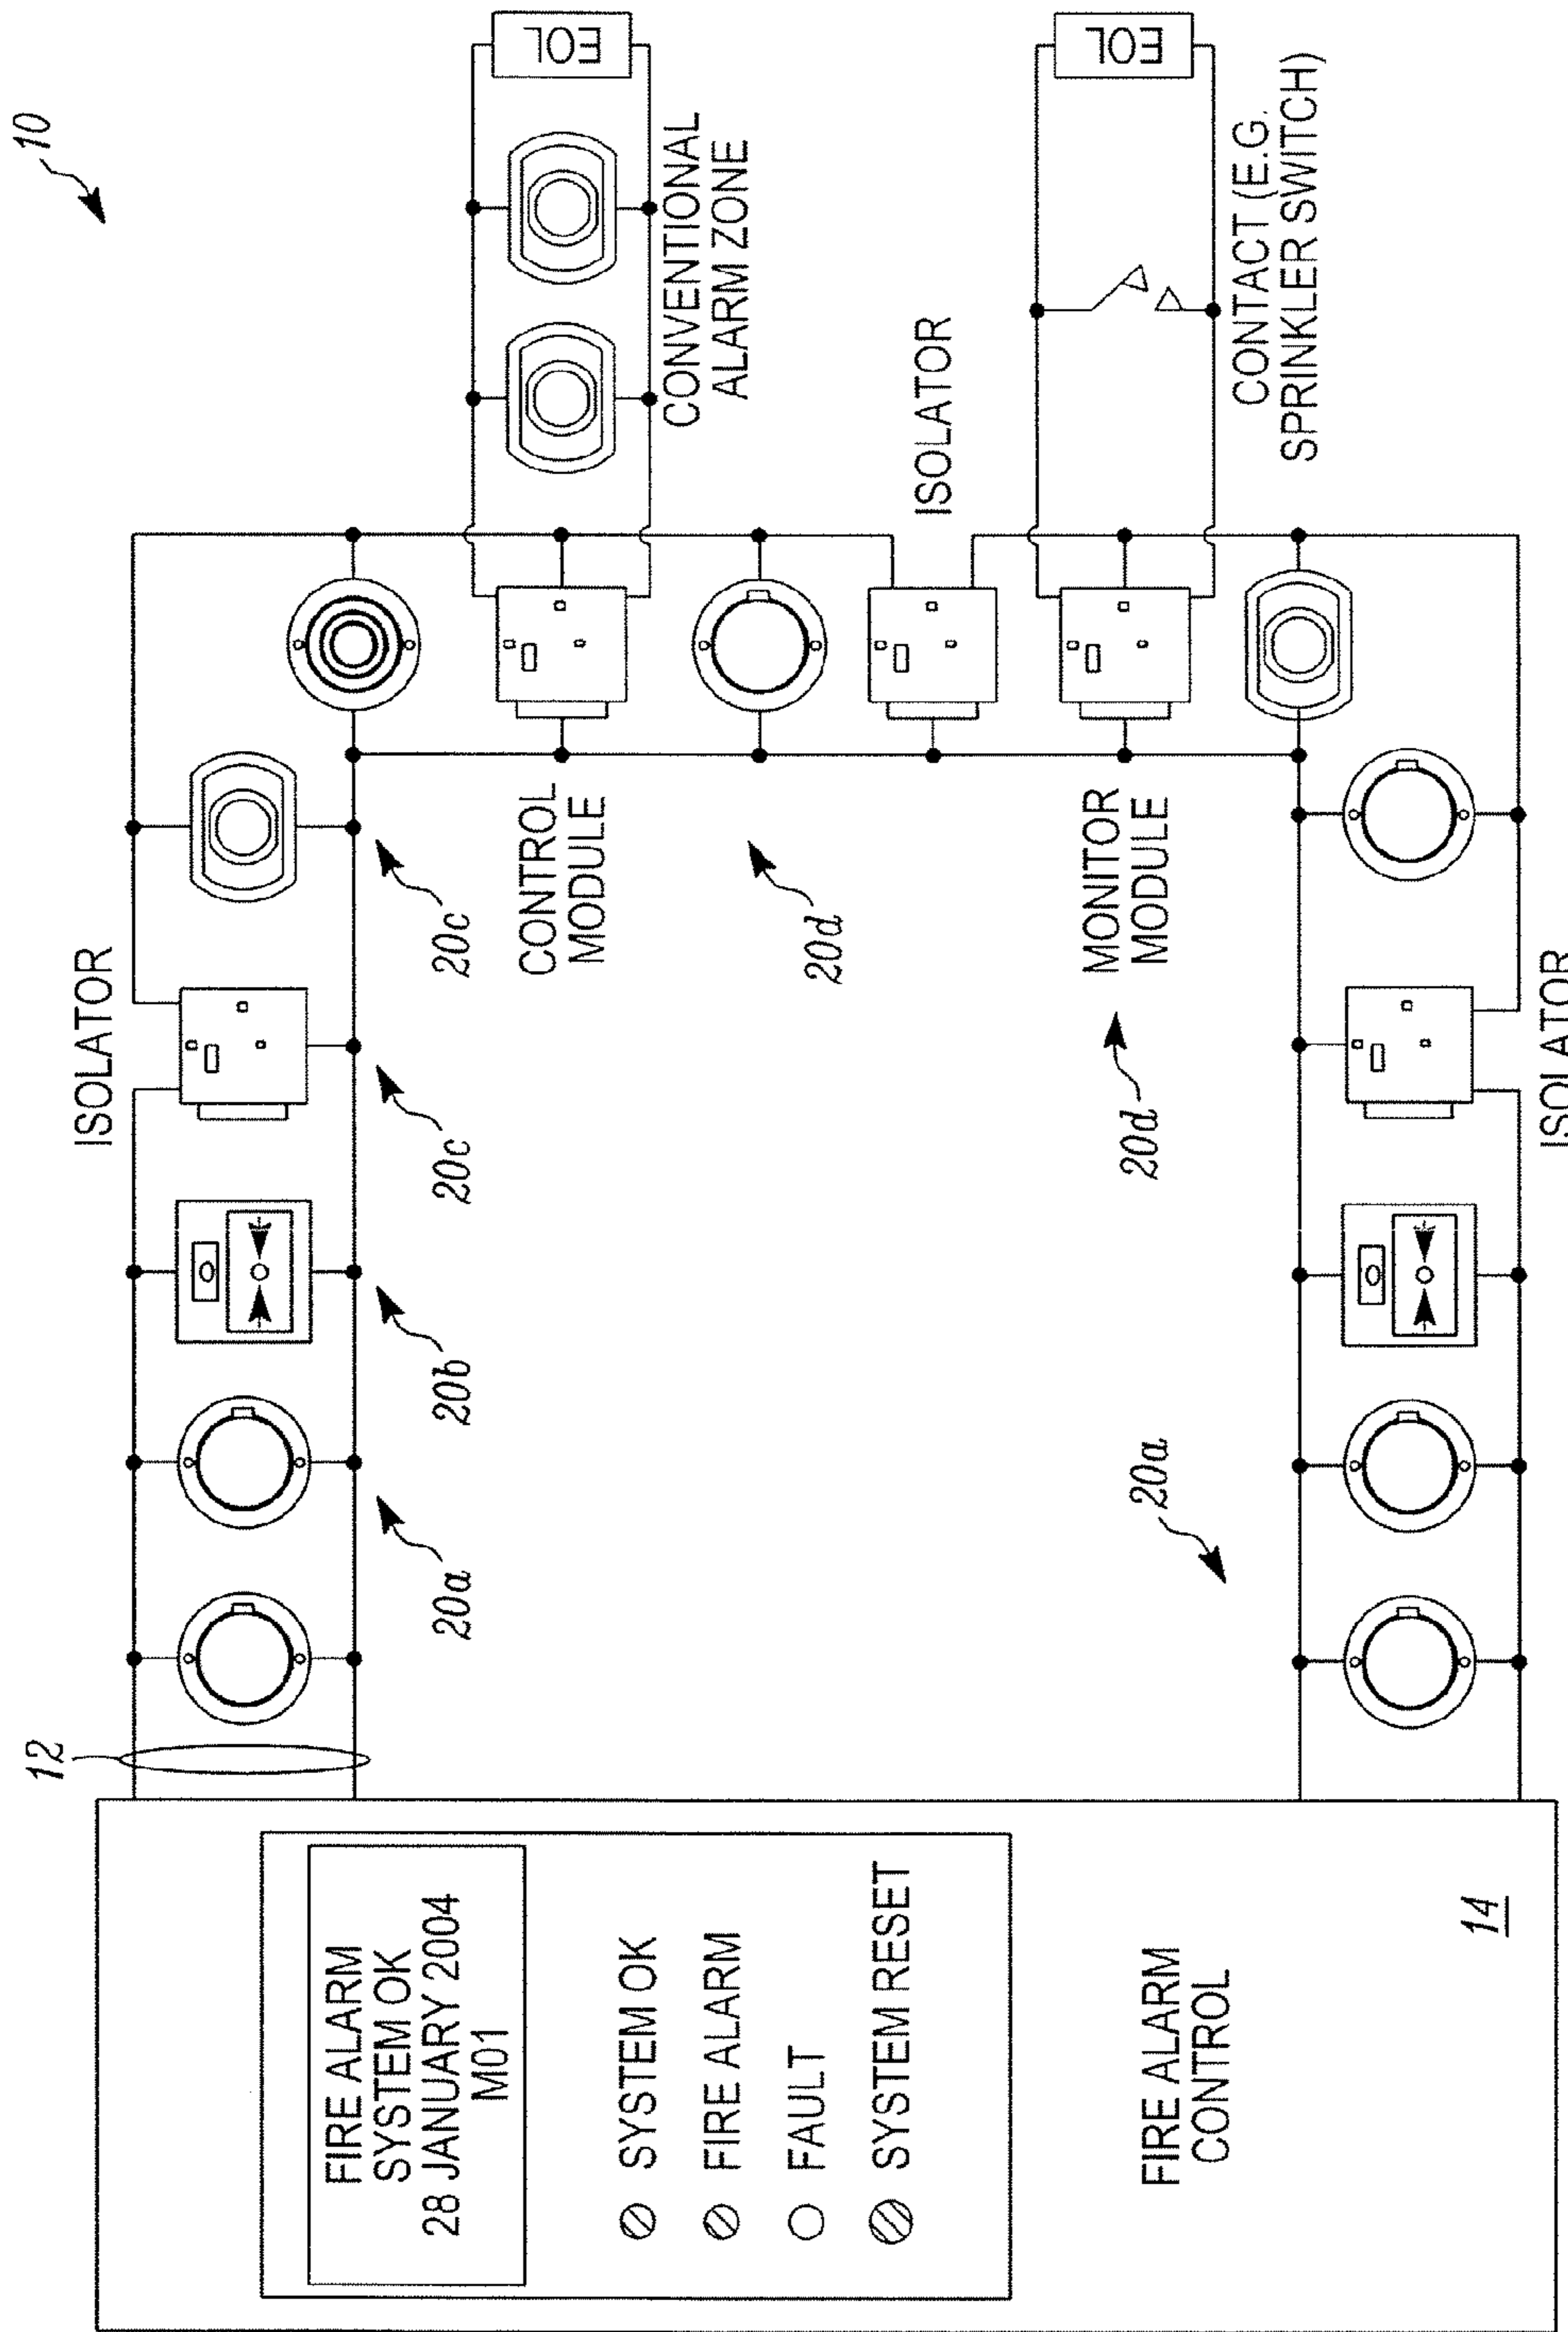 10
12
ISOLATOR
20a
20b
20c
20c
CONTROL
MODULE
CONVENTIONAL
ALARM ZONE
EOL
20d
ISOLATOR
MONITOR
MODULE
20d
CONTACT (E.G.
SPRINKLER SWITCH)
EOL
20a
ISOLATOR
FIRE ALARM
SYSTEM OK
28 JANUARY 2004
M01
SYSTEM OK
FIRE ALARM
FAULT
SYSTEM RESET
FIRE ALARM
CONTROL
14